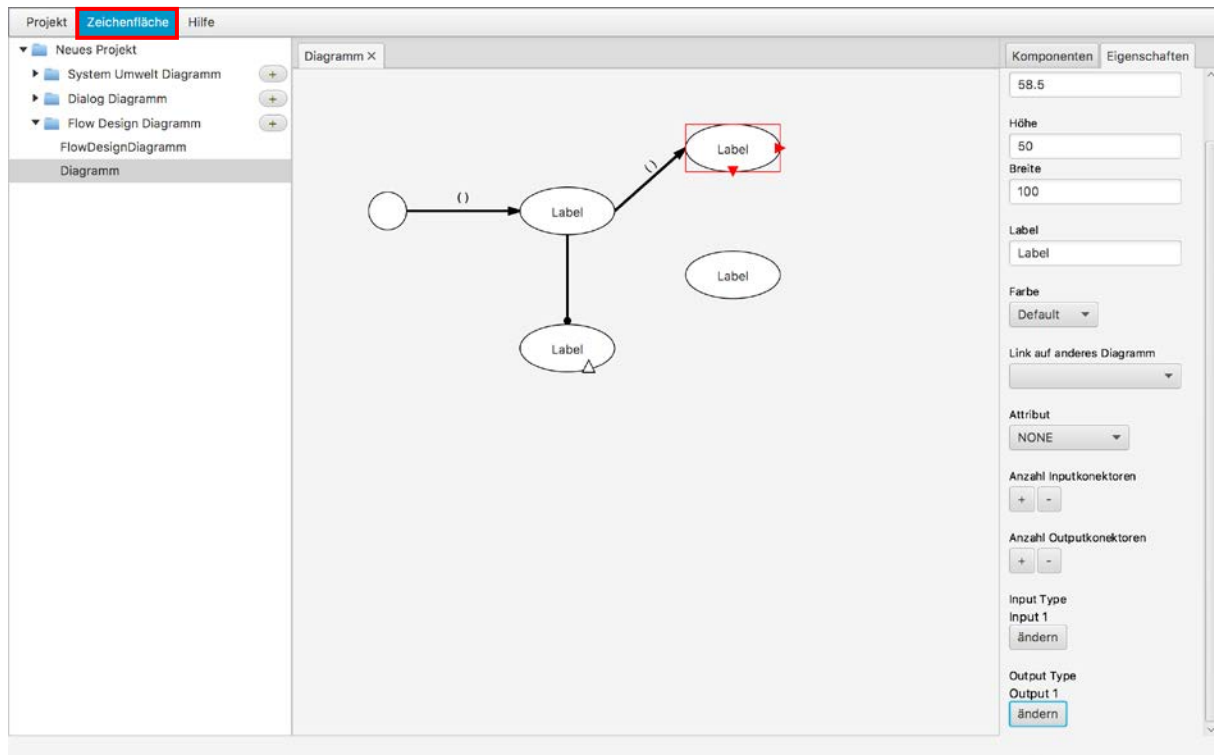 Projekt Zeichenfläche Hilfe
Neues Projekt
System Umwelt Diagramm +
Dialog Diagramm +
Flow Design Diagramm +
FlowDesignDiagramm
Diagramm
Diagramm ×
Label
( )
( )
Label
Label
Label
Komponenten Eigenschaften
58.5
Höhe
50
Breite
100
Label
Label
Farbe
Default
Link auf anderes Diagramm
Attribut
NONE
Anzahl Inputkonektoren
+ -
Anzahl Outputkonektoren
+ -
Input Type
Input 1
ändern
Output Type
Output 1
ändern